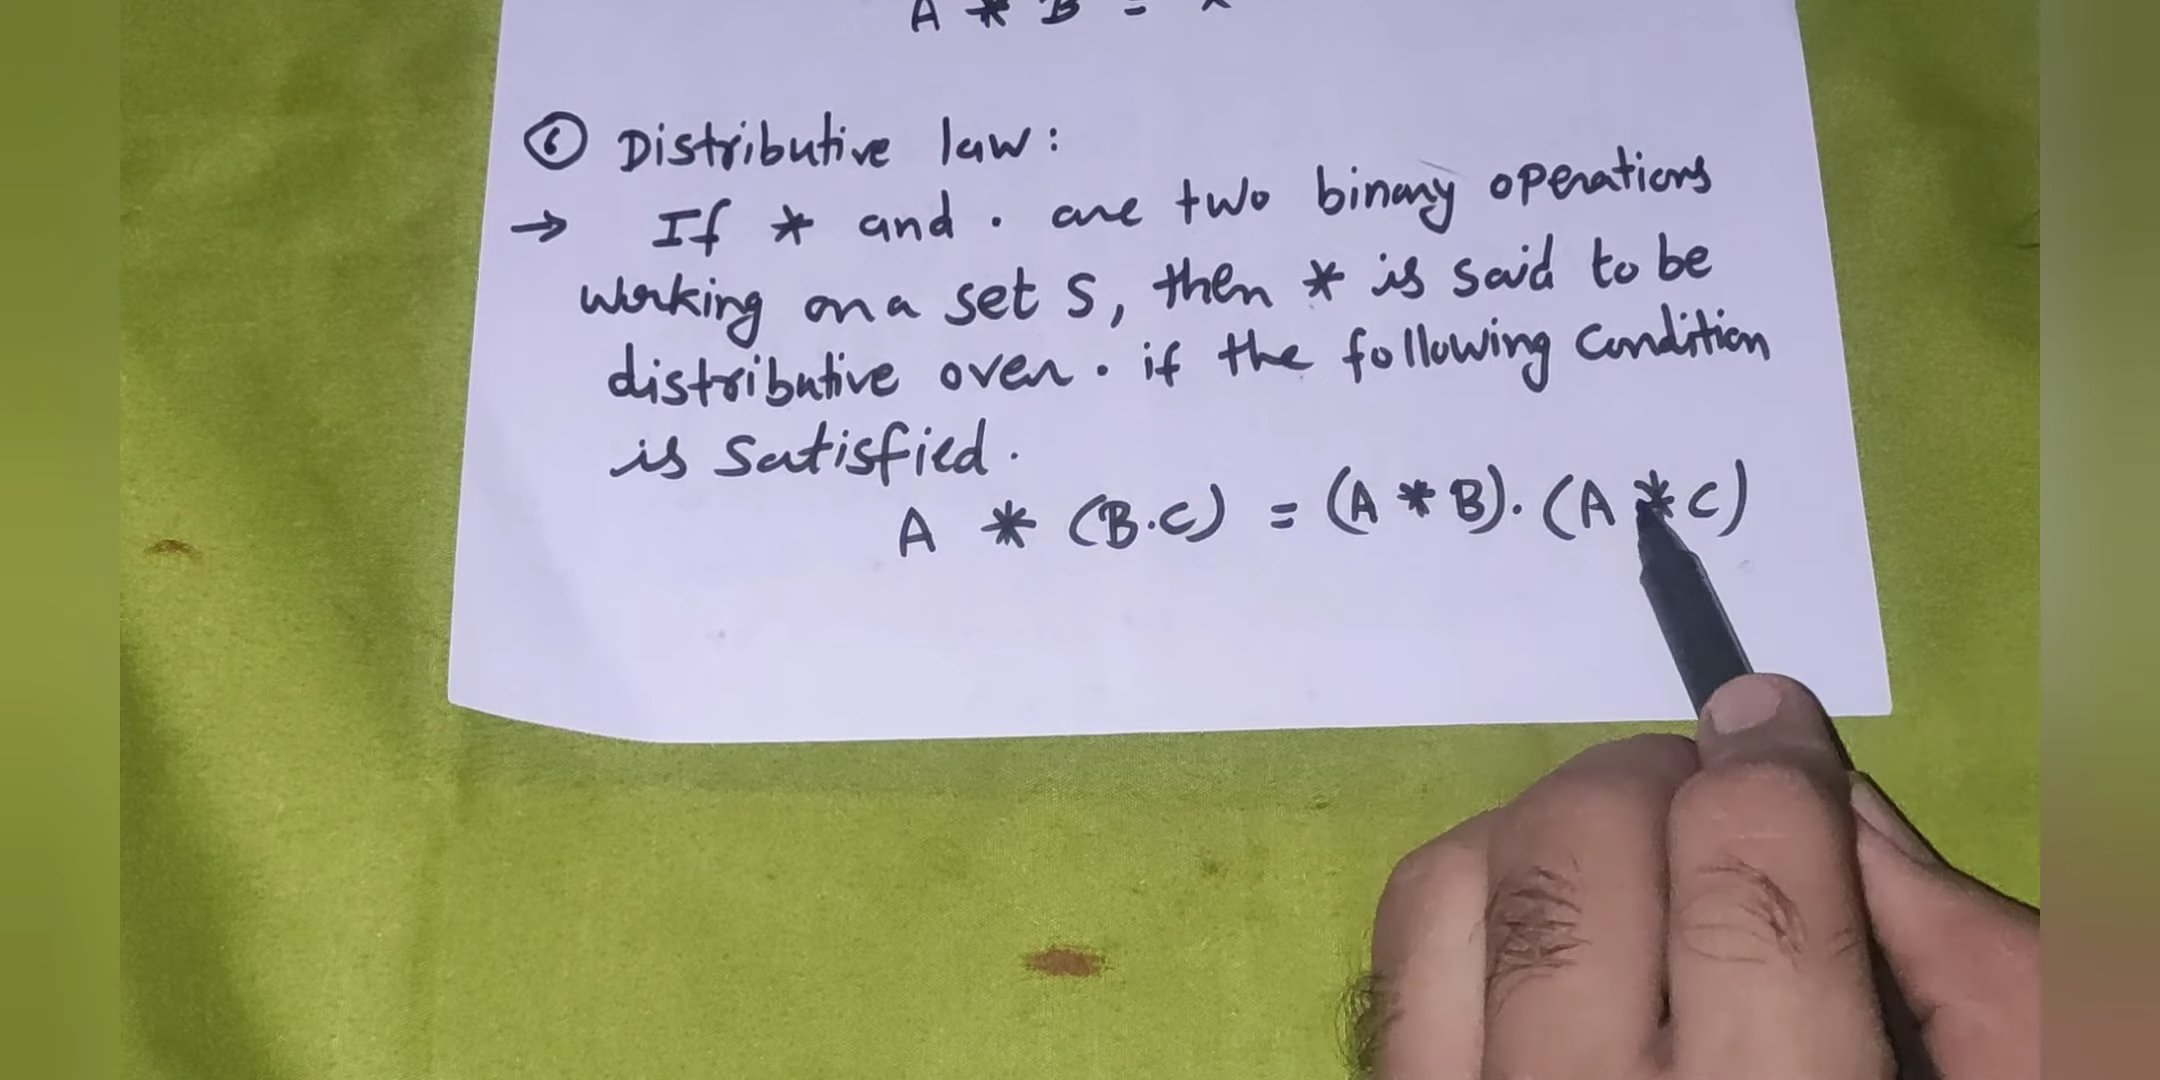 A * B =
⑥ Distributive law:
→ If * and . are two binary operations
working on a set S, then * is said to be
distributive over . if the following condition
is satisfied.
A * (B.C) = (A * B). (A * C)